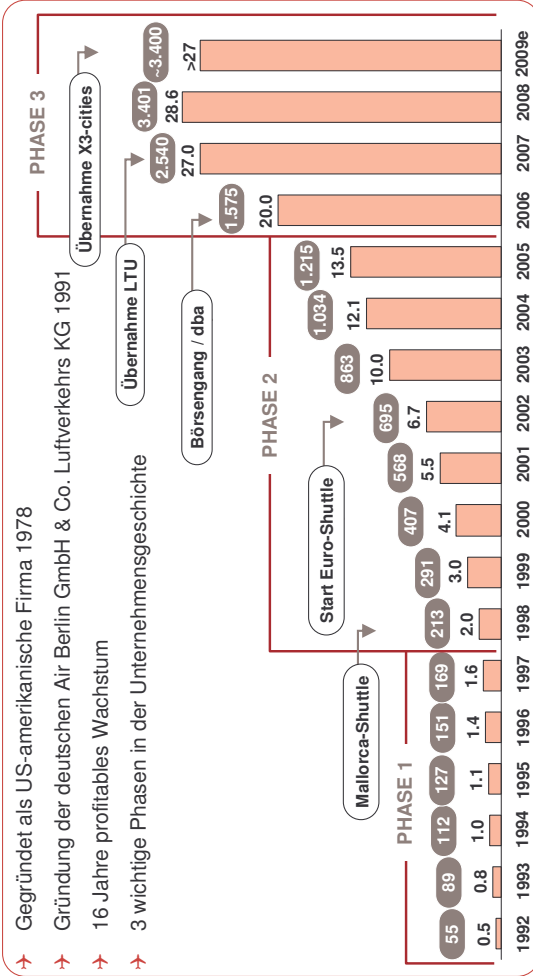 Gegründet als US-amerikanische Firma 1978
Gründung der deutschen Air Berlin GmbH & Co. Luftverkehrs KG 1991
16 Jahre profitables Wachstum
3 wichtige Phasen in der Unternehmensgeschichte
PHASE 1
PHASE 2
PHASE 3
Mallorca-Shuttle
Start Euro-Shuttle
Börsengang / dba
Übernahme LTU
Übernahme X3-cities
55 89 112 127 151 169 213 291 407 568 695 863 1.034 1.215 1.575 2.540 3.401 ~3.400
0.5 0.8 1.0 1.1 1.4 1.6 2.0 3.0 4.1 5.5 6.7 10.0 12.1 13.5 20.0 27.0 28.6 >27
1992 1993 1994 1995 1996 1997 1998 1999 2000 2001 2002 2003 2004 2005 2006 2007 2008 2009e